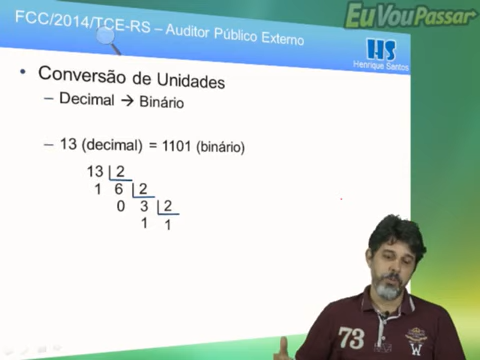 EuVouPassar
FCC/2014/TCE-RS – Auditor Público Externo
HS
Henrique Santos
• Conversão de Unidades
– Decimal → Binário
– 13 (decimal) = 1101 (binário)
13 2
1 6 2
0 3 2
1 1
73
W